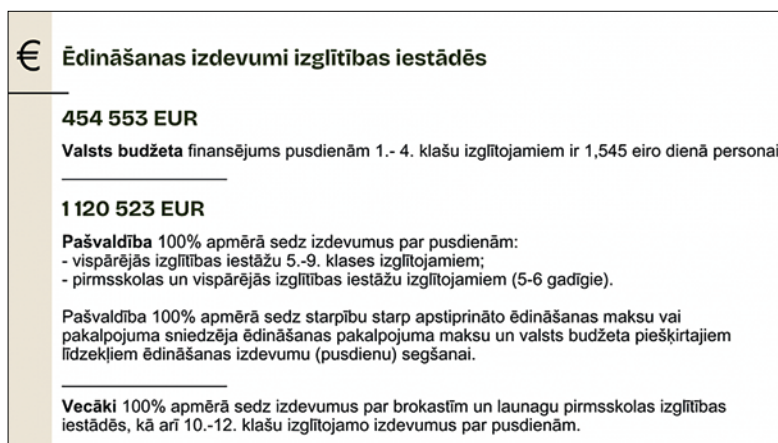 € Ēdināšanas izdevumi izglītības iestādēs
454 553 EUR
Valsts budžeta finansējums pusdienām 1.- 4. klašu izglītojamiem ir 1,545 eiro dienā personai
1 120 523 EUR
Pašvaldība 100% apmērā sedz izdevumus par pusdienām:
- vispārējās izglītības iestāžu 5.-9. klases izglītojamiem;
- pirmsskolas un vispārējās izglītības iestāžu izglītojamiem (5-6 gadīgie).
Pašvaldība 100% apmērā sedz starpību starp apstiprināto ēdināšanas maksu vai
pakalpojuma sniedzēja ēdināšanas pakalpojuma maksu un valsts budžeta piešķirtajiem
līdzekļiem ēdināšanas izdevumu (pusdienu) segšanai.
Vecāki 100% apmērā sedz izdevumus par brokastīm un launagu pirmsskolas izglītības
iestādēs, kā arī 10.-12. klašu izglītojamo izdevumus par pusdienām.